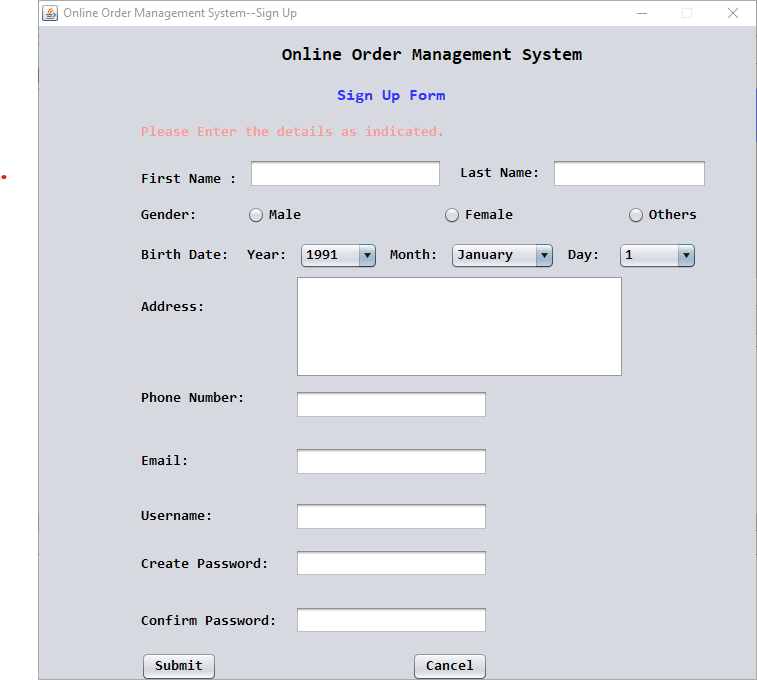 Online Order Management System--Sign Up
Online Order Management System
Sign Up Form
Please Enter the details as indicated.
First Name : Last Name:
Gender: Male Female Others
Birth Date: Year: 1991 Month: January Day: 1
Address:
Phone Number:
Email:
Username:
Create Password:
Confirm Password:
Submit Cancel